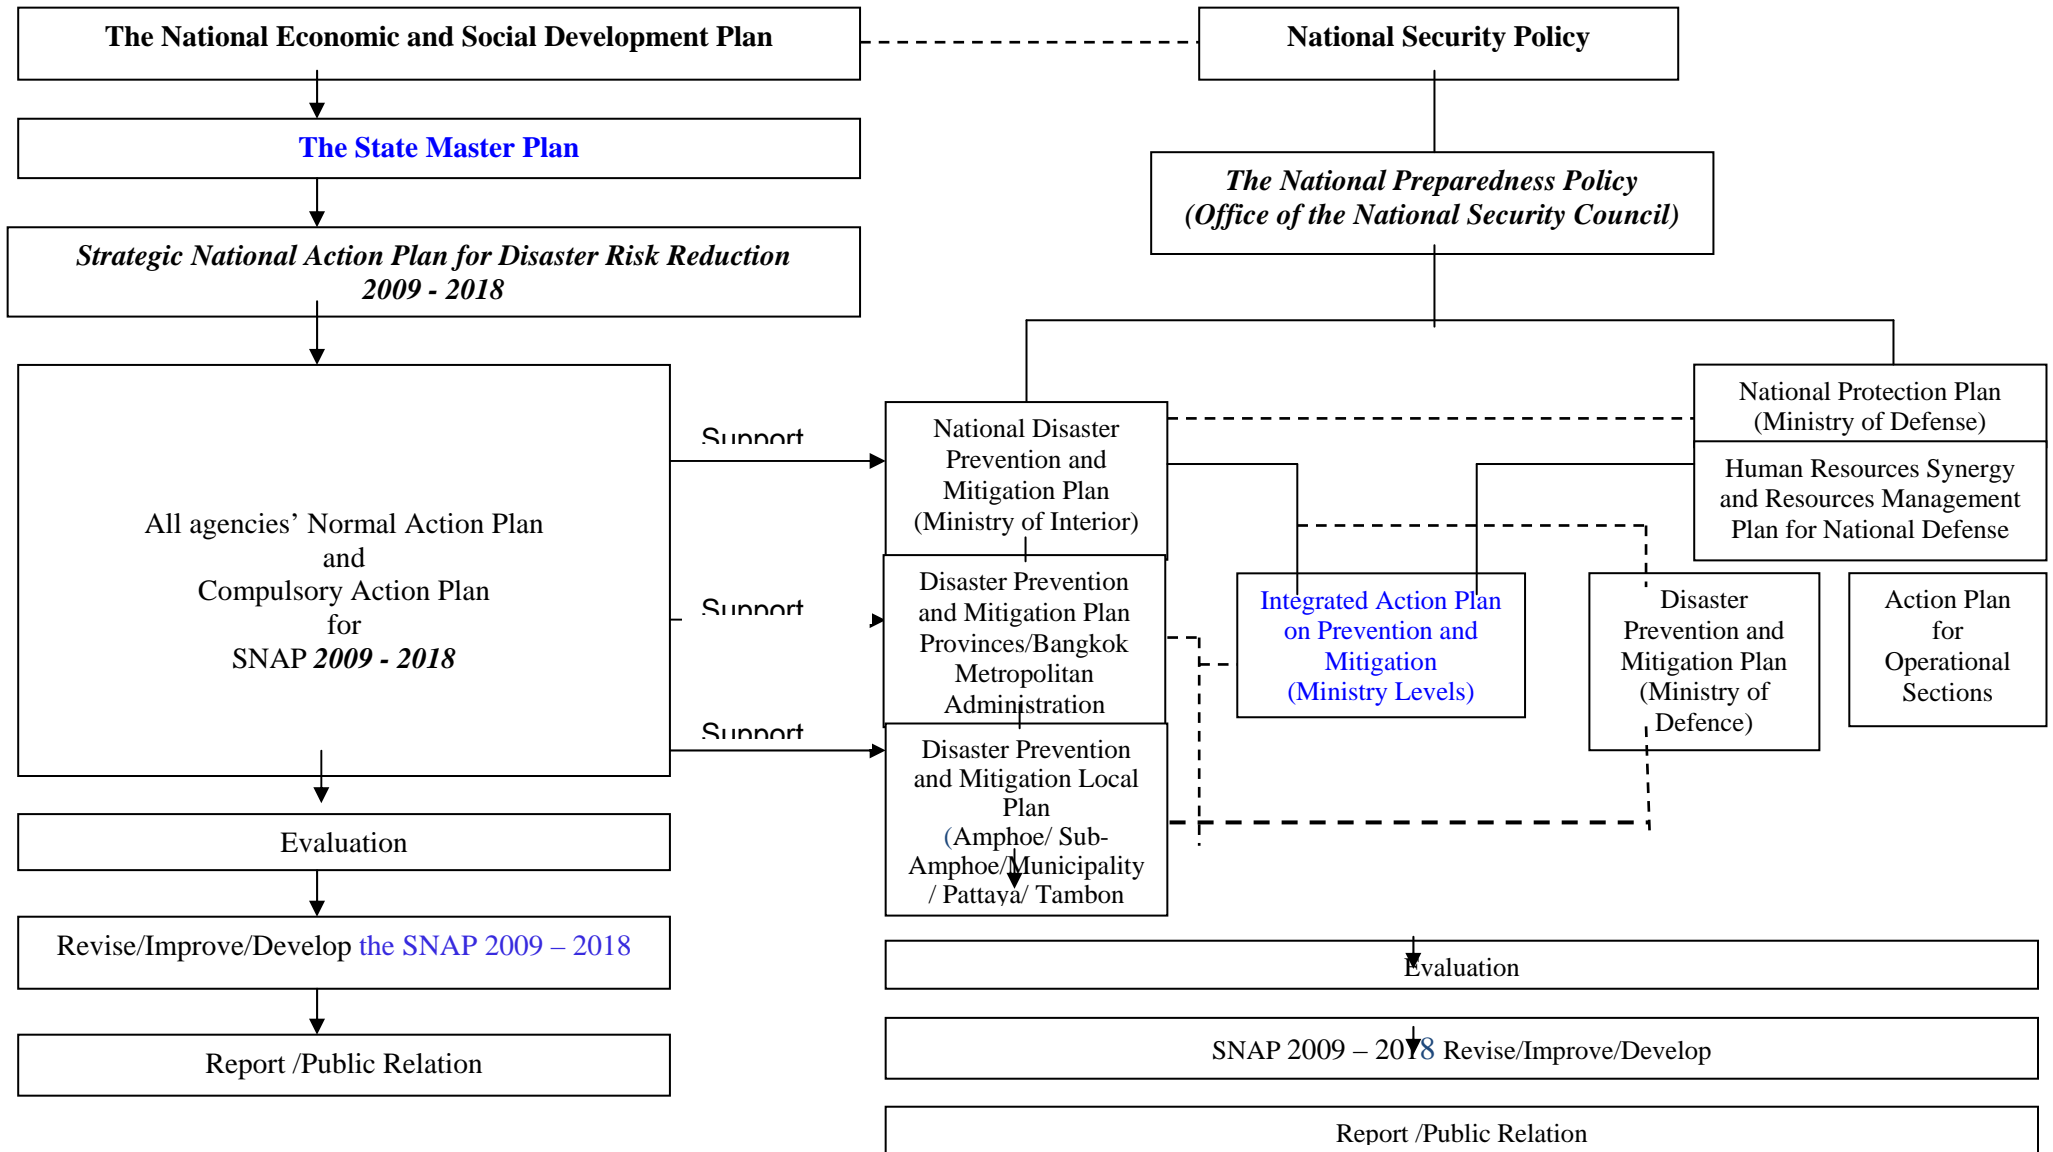 The National Economic and Social Development Plan
National Security Policy
The State Master Plan
The National Preparedness Policy
(Office of the National Security Council)
Strategic National Action Plan for Disaster Risk Reduction
2009 - 2018
All agencies’ Normal Action Plan
and
Compulsory Action Plan
for
SNAP 2009 - 2018
Support
Support
Support
National Disaster
Prevention and
Mitigation Plan
(Ministry of Interior)
National Protection Plan
(Ministry of Defense)
Human Resources Synergy
and Resources Management
Plan for National Defense
Disaster Prevention
and Mitigation Plan
Provinces/Bangkok
Metropolitan
Administration
Integrated Action Plan
on Prevention and
Mitigation
(Ministry Levels)
Disaster
Prevention and
Mitigation Plan
(Ministry of
Defence)
Action Plan
for
Operational
Sections
Disaster Prevention
and Mitigation Local
Plan
(Amphoe/ Sub-
Amphoe/Municipality
/ Pattaya/ Tambon
Evaluation
Revise/Improve/Develop the SNAP 2009 – 2018
Report /Public Relation
Evaluation
SNAP 2009 – 2018 Revise/Improve/Develop
Report /Public Relation